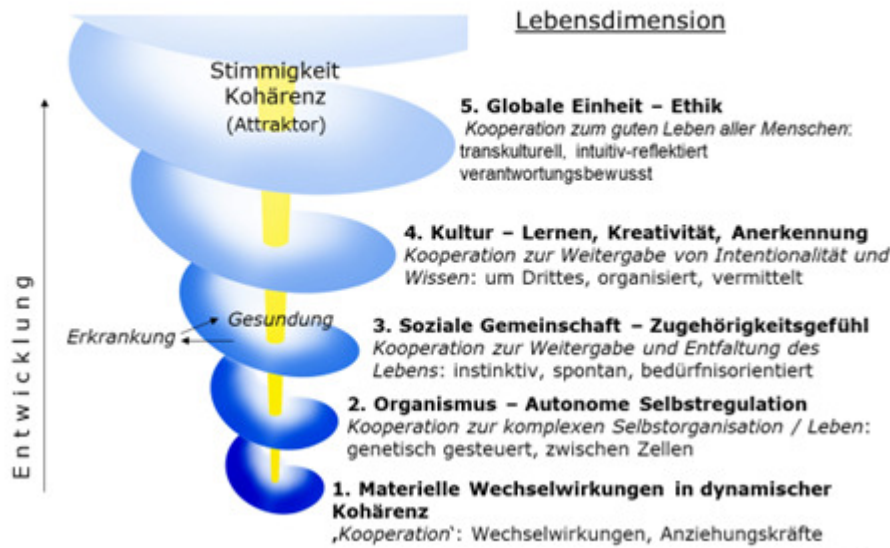 Lebensdimension
Stimmigkeit
Kohärenz
(Attraktor)
5. Globale Einheit – Ethik
Kooperation zum guten Leben aller Menschen:
transkulturell, intuitiv-reflektiert
verantwortungsbewusst
4. Kultur – Lernen, Kreativität, Anerkennung
Kooperation zur Weitergabe von Intentionalität und
Wissen: um Drittes, organisiert, vermittelt
Gesundung
Erkrankung
3. Soziale Gemeinschaft – Zugehörigkeitsgefühl
Kooperation zur Weitergabe und Entfaltung des
Lebens: instinktiv, spontan, bedürfnisorientiert
2. Organismus – Autonome Selbstregulation
Kooperation zur komplexen Selbstorganisation / Leben:
genetisch gesteuert, zwischen Zellen
1. Materielle Wechselwirkungen in dynamischer
Kohärenz
‚Kooperation‘: Wechselwirkungen, Anziehungskräfte
Entwicklung